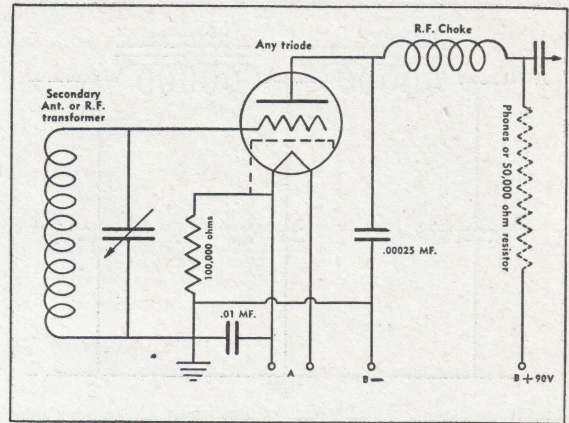 R.F. Choke
Any triode
Secondary
Ant. or R.F.
transformer
Phones or 50,000 ohm
resistor
100,000 ohms
.00025 MF.
.01 MF.
A
B —
B + 90V